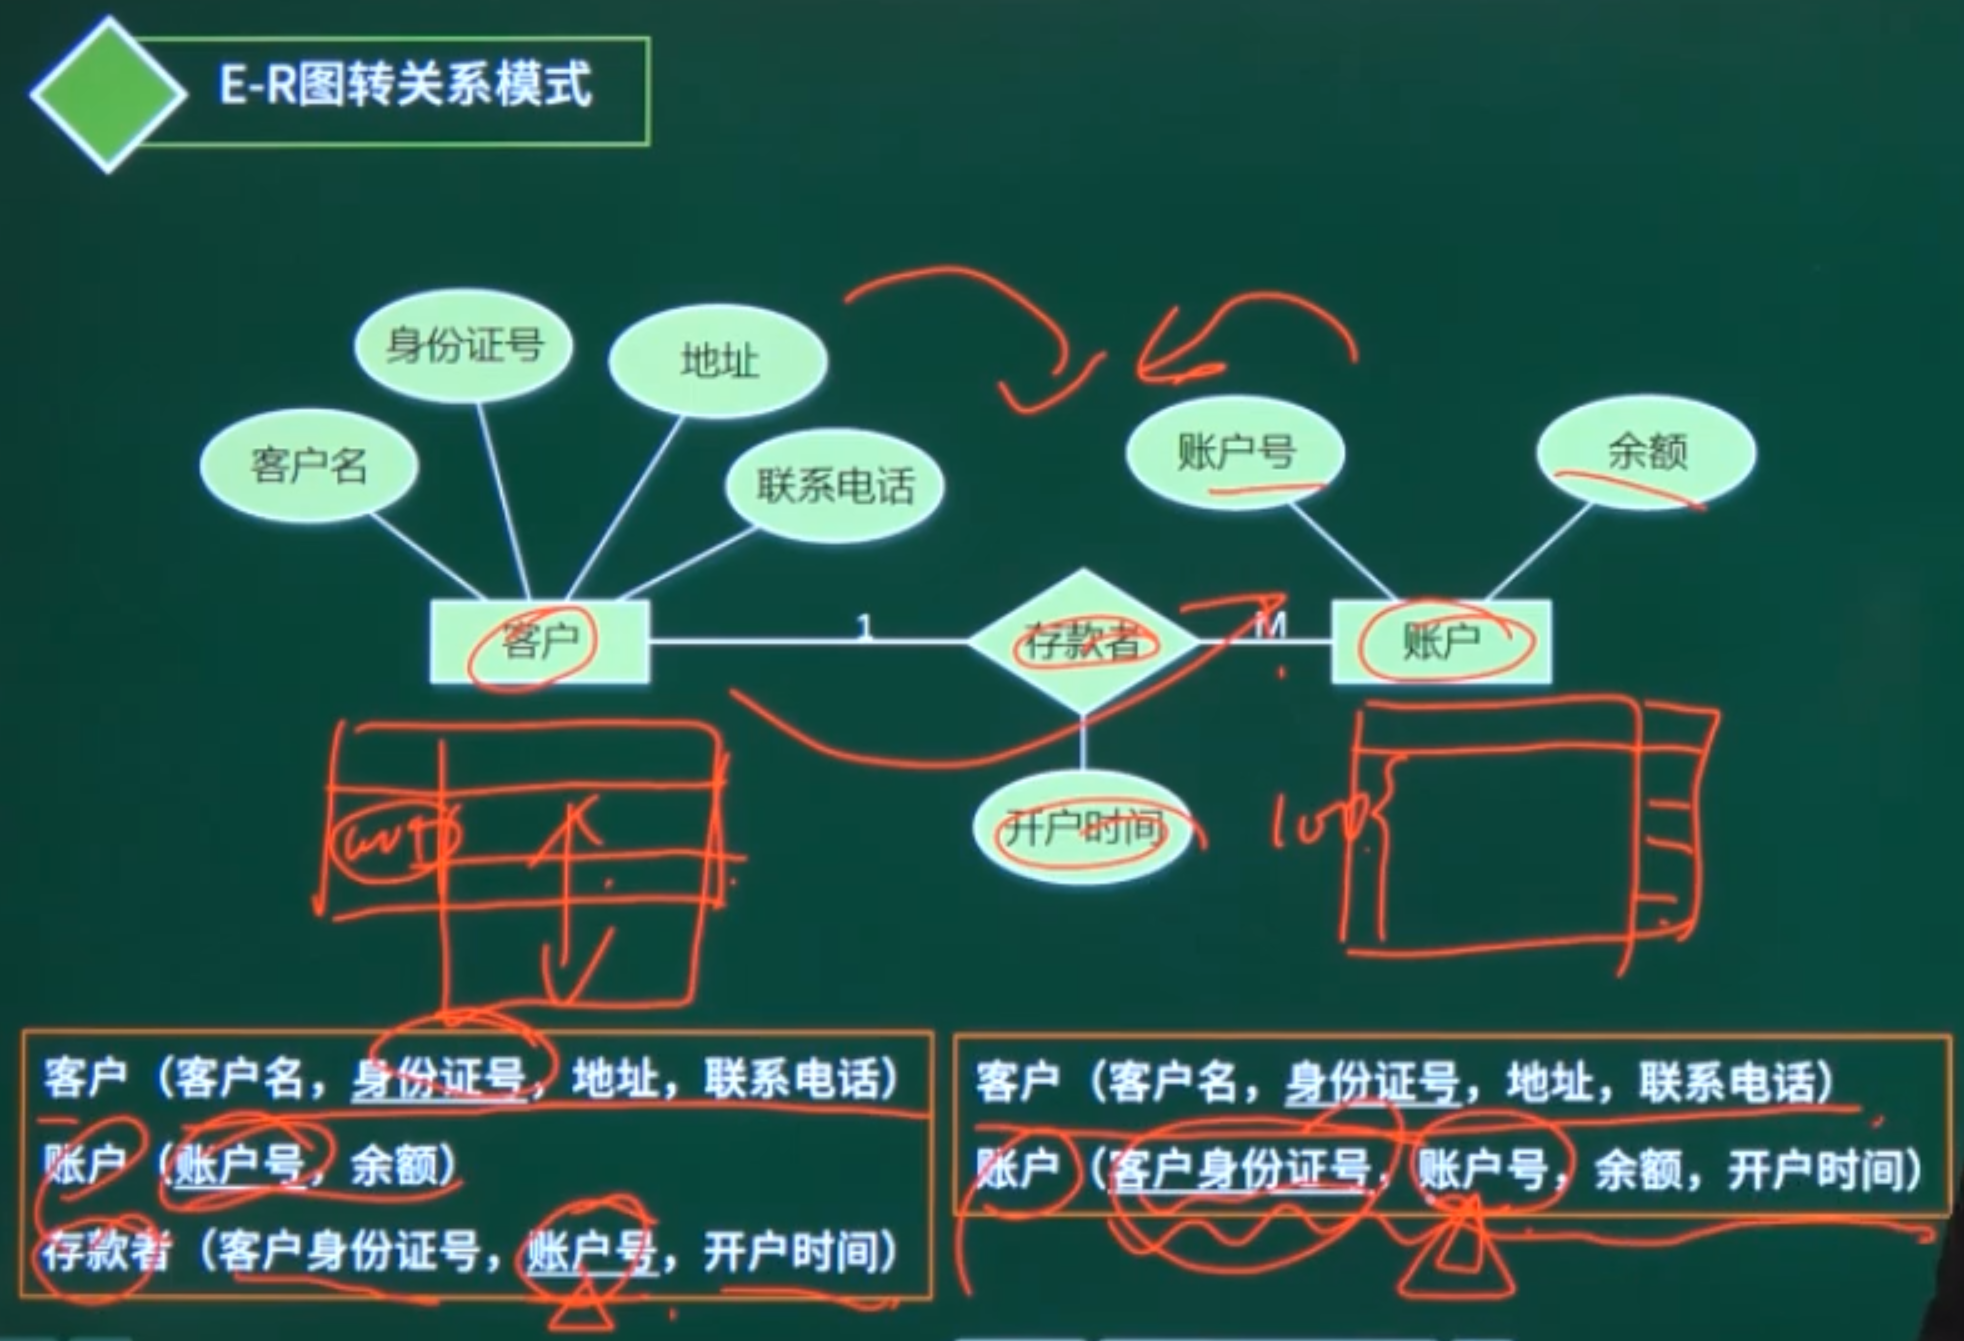 E-R图转关系模式
身份证号
地址
客户名
联系电话
账户号
余额
客户
1
存款者
M
账户
开户时间
100
客户（客户名，身份证号，地址，联系电话）
账户（账户号，余额）
存款者（客户身份证号，账户号，开户时间）
客户（客户名，身份证号，地址，联系电话）
账户（客户身份证号，账户号，余额，开户时间）